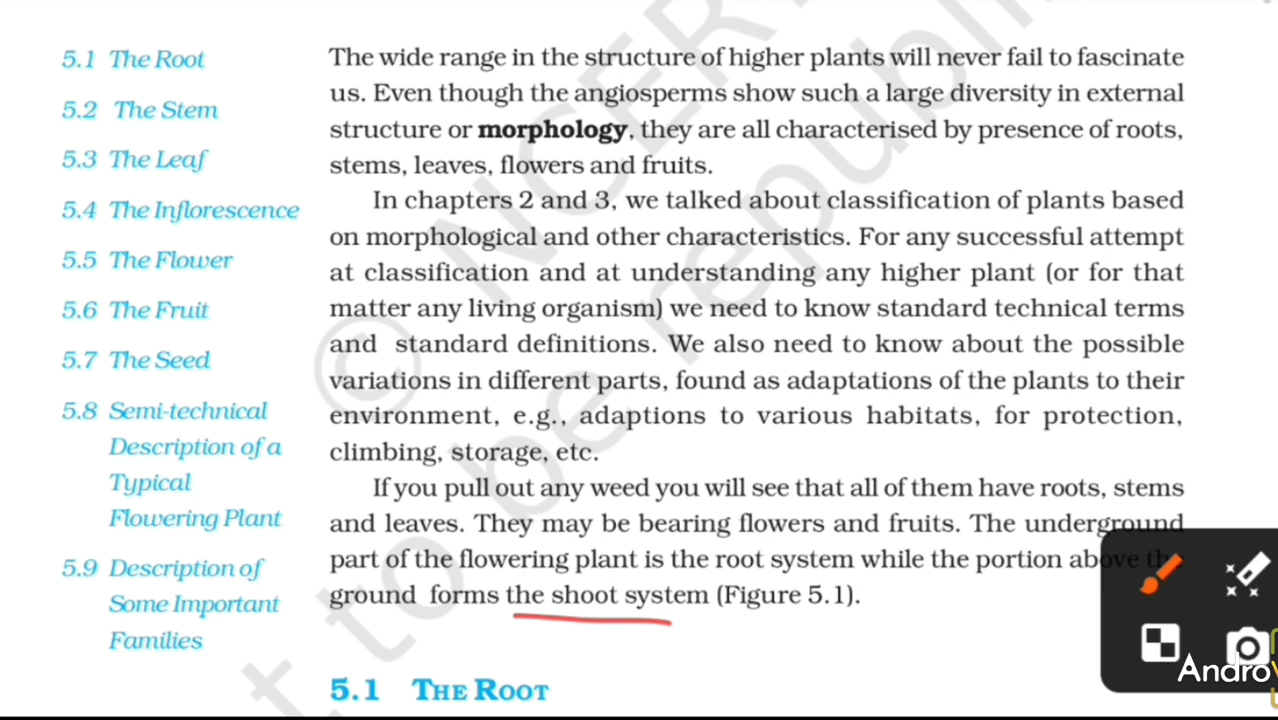 5.1 The Root
5.2 The Stem
5.3 The Leaf
5.4 The Inflorescence
5.5 The Flower
5.6 The Fruit
5.7 The Seed
5.8 Semi-technical
Description of a
Typical
Flowering Plant
5.9 Description of
Some Important
Families
The wide range in the structure of higher plants will never fail to fascinate
us. Even though the angiosperms show such a large diversity in external
structure or morphology, they are all characterised by presence of roots,
stems, leaves, flowers and fruits.
In chapters 2 and 3, we talked about classification of plants based
on morphological and other characteristics. For any successful attempt
at classification and at understanding any higher plant (or for that
matter any living organism) we need to know standard technical terms
and standard definitions. We also need to know about the possible
variations in different parts, found as adaptations of the plants to their
environment, e.g., adaptions to various habitats, for protection,
climbing, storage, etc.
If you pull out any weed you will see that all of them have roots, stems
and leaves. They may be bearing flowers and fruits. The underground
part of the flowering plant is the root system while the portion above the
ground forms the shoot system (Figure 5.1).
5.1 THE ROOT
© NCER
t to be republi
Andro